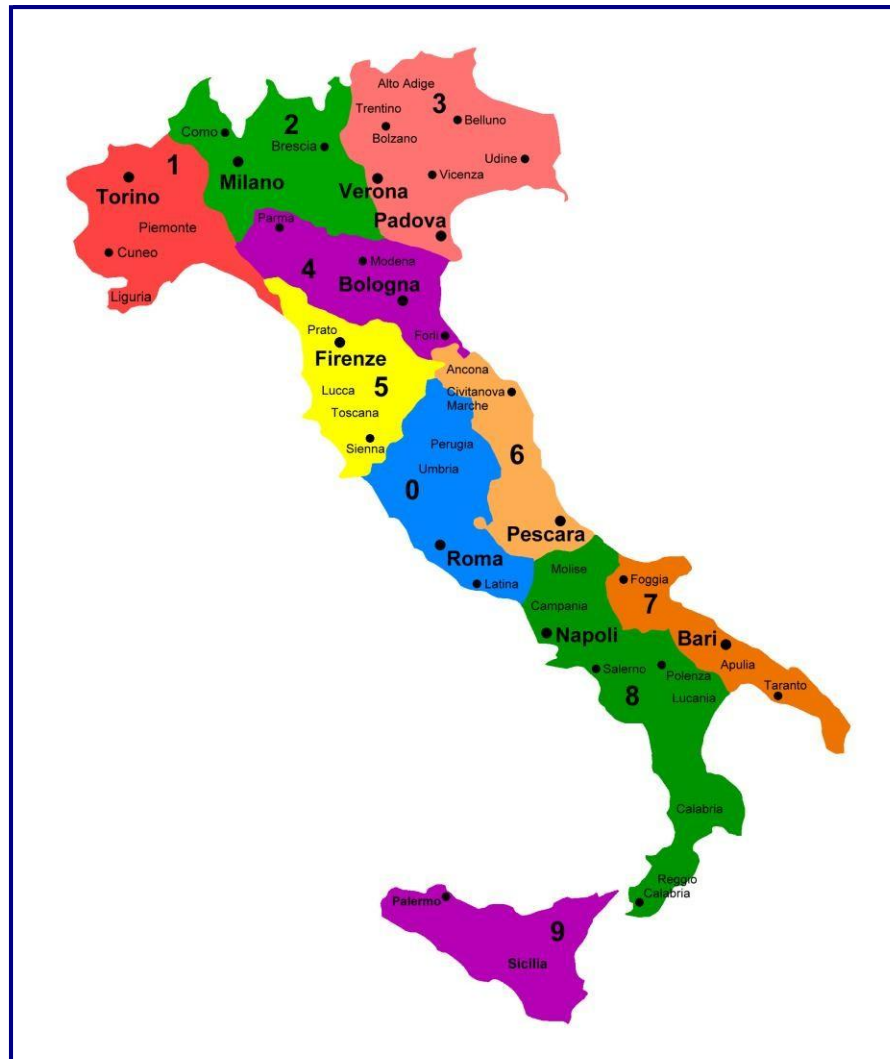 Alto Adige
3
Trentino
Belluno
Bolzano
Como
2
Brescia
Udine
1
Milano
Vicenza
Torino
Verona
Piemonte
Parma
Padova
Cuneo
Modena
4
Bologna
Liguria
Prato
Forli
Firenze
Ancona
5
Lucca
Civitanova
Marche
Toscana
Sienna
Perugia
6
Umbria
0
Pescara
Roma
Molise
Latina
Foggia
7
Campania
Napoli
Bari
Salerno
Polenza
Apulia
8
Lucania
Taranto
Calabria
Reggio
Calabria
Palermo
9
Sicilia